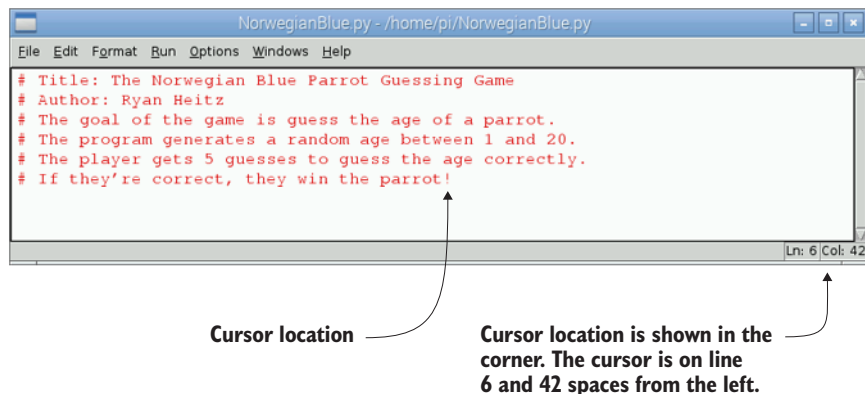 NorwegianBlue.py - /home/pi/NorwegianBlue.py
File Edit Format Run Options Windows Help
# Title: The Norwegian Blue Parrot Guessing Game
# Author: Ryan Heitz
# The goal of the game is guess the age of a parrot.
# The program generates a random age between 1 and 20.
# The player gets 5 guesses to guess the age correctly.
# If they're correct, they win the parrot!
Ln: 6 Col: 42
Cursor location
Cursor location is shown in the
corner. The cursor is on line
6 and 42 spaces from the left.